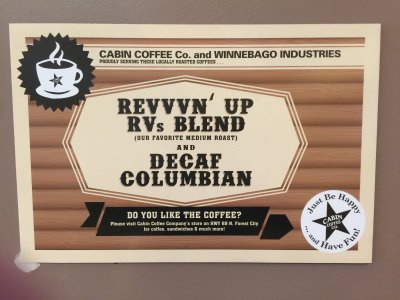 CABIN COFFEE Co. and WINNEBAGO INDUSTRIES
PROUDLY SERVING THESE LOCALLY ROASTED COFFEES . . . .
REVVVN' UP
RVs BLEND
(OUR FAVORITE MEDIUM ROAST)
AND
DECAF
COLUMBIAN
DO YOU LIKE THE COFFEE?
Please visit Cabin Coffee Company's store on HWY 69 N. Forest City
for coffee, sandwiches & much more!
Just Be Happy
CABIN
COFFEE
CO.
...and Have Fun!